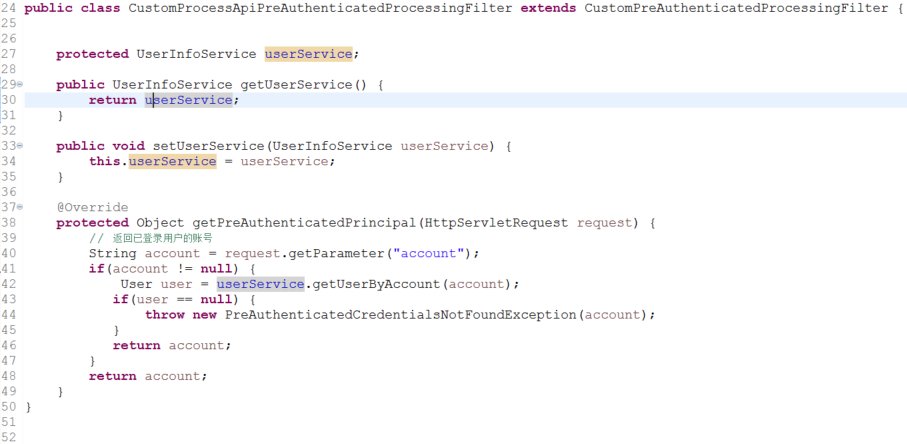 24 public class CustomProcessApiPreAuthenticatedProcessingFilter extends CustomPreAuthenticatedProcessingFilter {
25
26
27     protected UserInfoService userService;
28
29     public UserInfoService getUserService() {
30         return userService;
31     }
32
33     public void setUserService(UserInfoService userService) {
34         this.userService = userService;
35     }
36
37     @Override
38     protected Object getPreAuthenticatedPrincipal(HttpServletRequest request) {
39         // 返回已登录用户的账号
40         String account = request.getParameter("account");
41         if(account != null) {
42             User user = userService.getUserByAccount(account);
43            if(user == null) {
44                throw new PreAuthenticatedCredentialsNotFoundException(account);
45            }
46            return account;
47         }
48         return account;
49     }
50 }
51
52